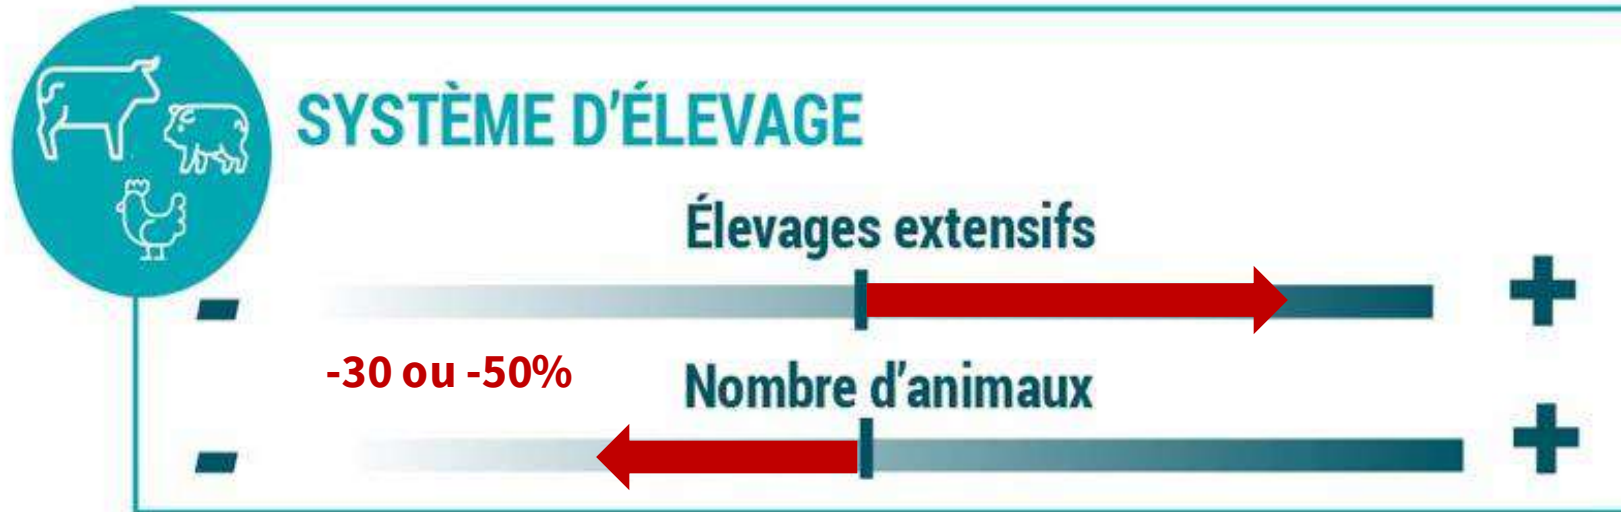 SYSTÈME D'ÉLEVAGE
Élevages extensifs
- +
-30 ou -50%
Nombre d'animaux
- +